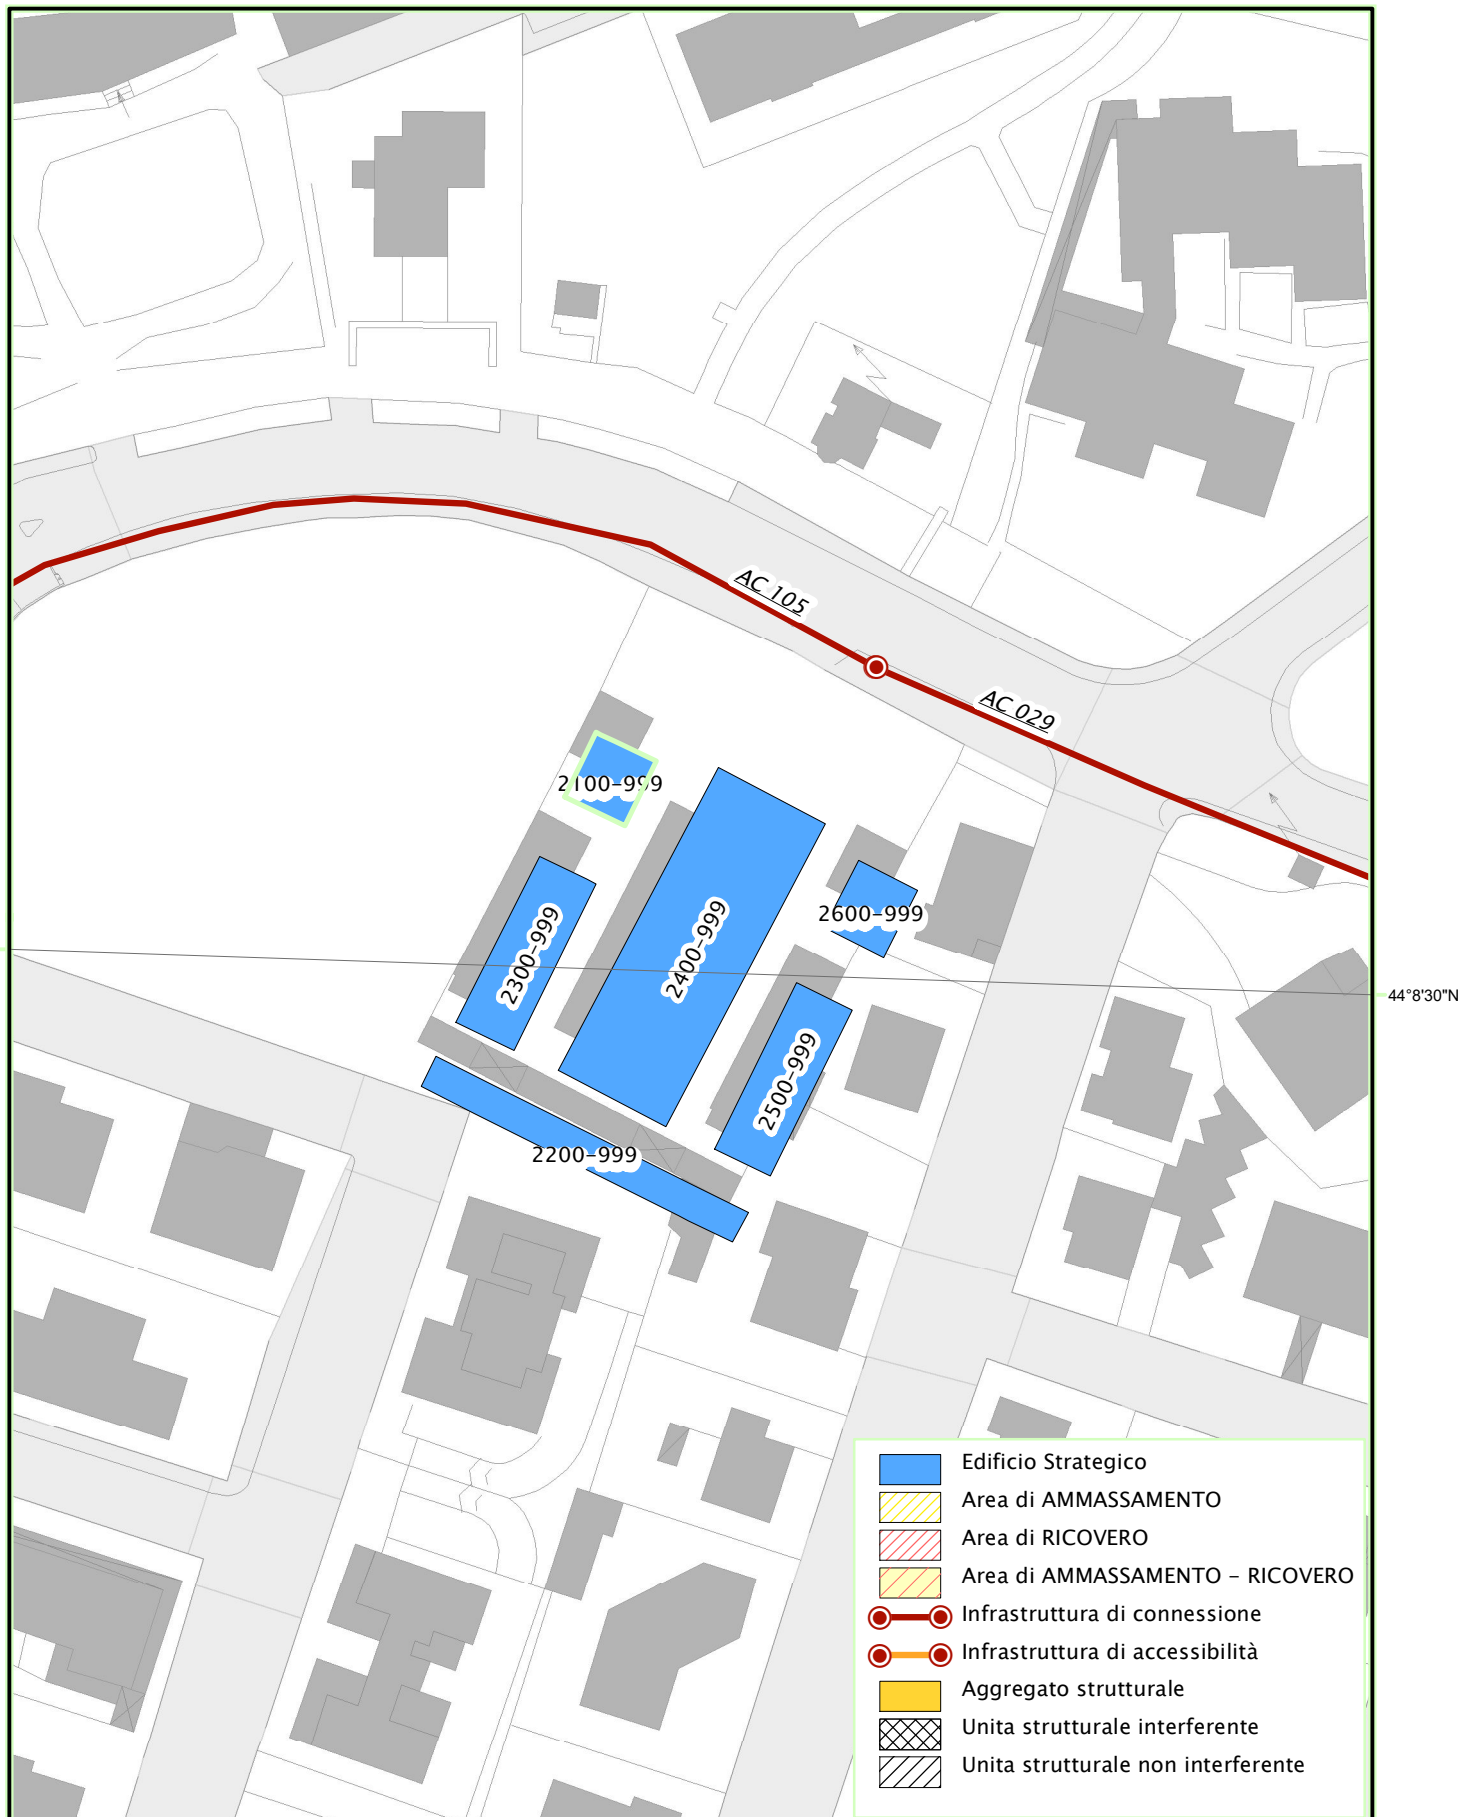 AC 105
AC 029
2100-999
2600-999
2300-999
2400-999
44°8'30"N
2500-999
2200-999
Edificio Strategico
Area di AMMASSAMENTO
Area di RICOVERO
Area di AMMASSAMENTO – RICOVERO
Infrastruttura di connessione
Infrastruttura di accessibilità
Aggregato strutturale
Unita strutturale interferente
Unita strutturale non interferente